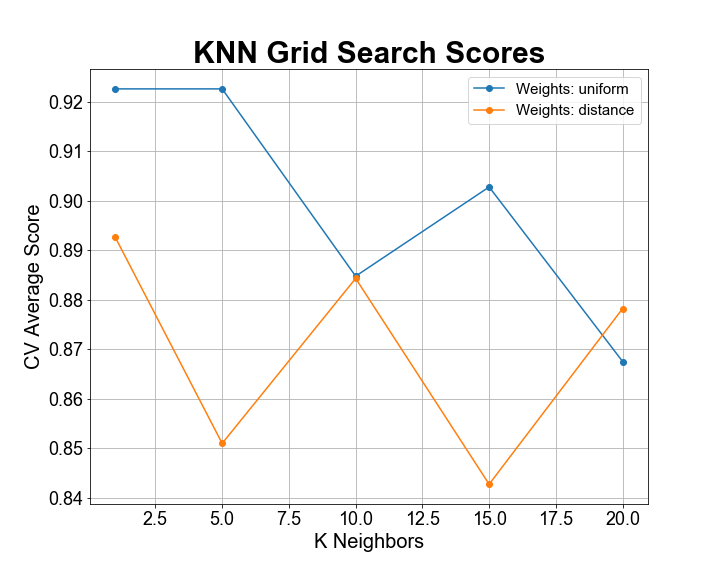 KNN Grid Search Scores
Weights: uniform
Weights: distance
0.92
0.91
0.90
0.89
0.88
0.87
0.86
0.85
0.84
CV Average Score
2.5 5.0 7.5 10.0 12.5 15.0 17.5 20.0
K Neighbors